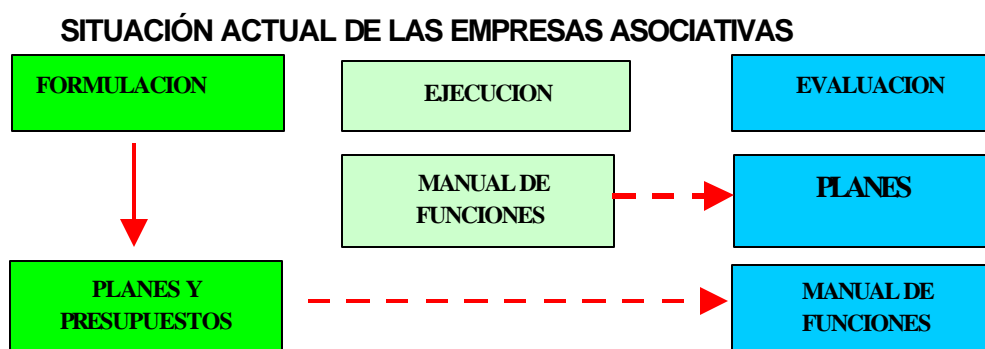 SITUACIÓN ACTUAL DE LAS EMPRESAS ASOCIATIVAS
FORMULACION
EJECUCION
EVALUACION
MANUAL DE
FUNCIONES
PLANES
PLANES Y
PRESUPUESTOS
MANUAL DE
FUNCIONES